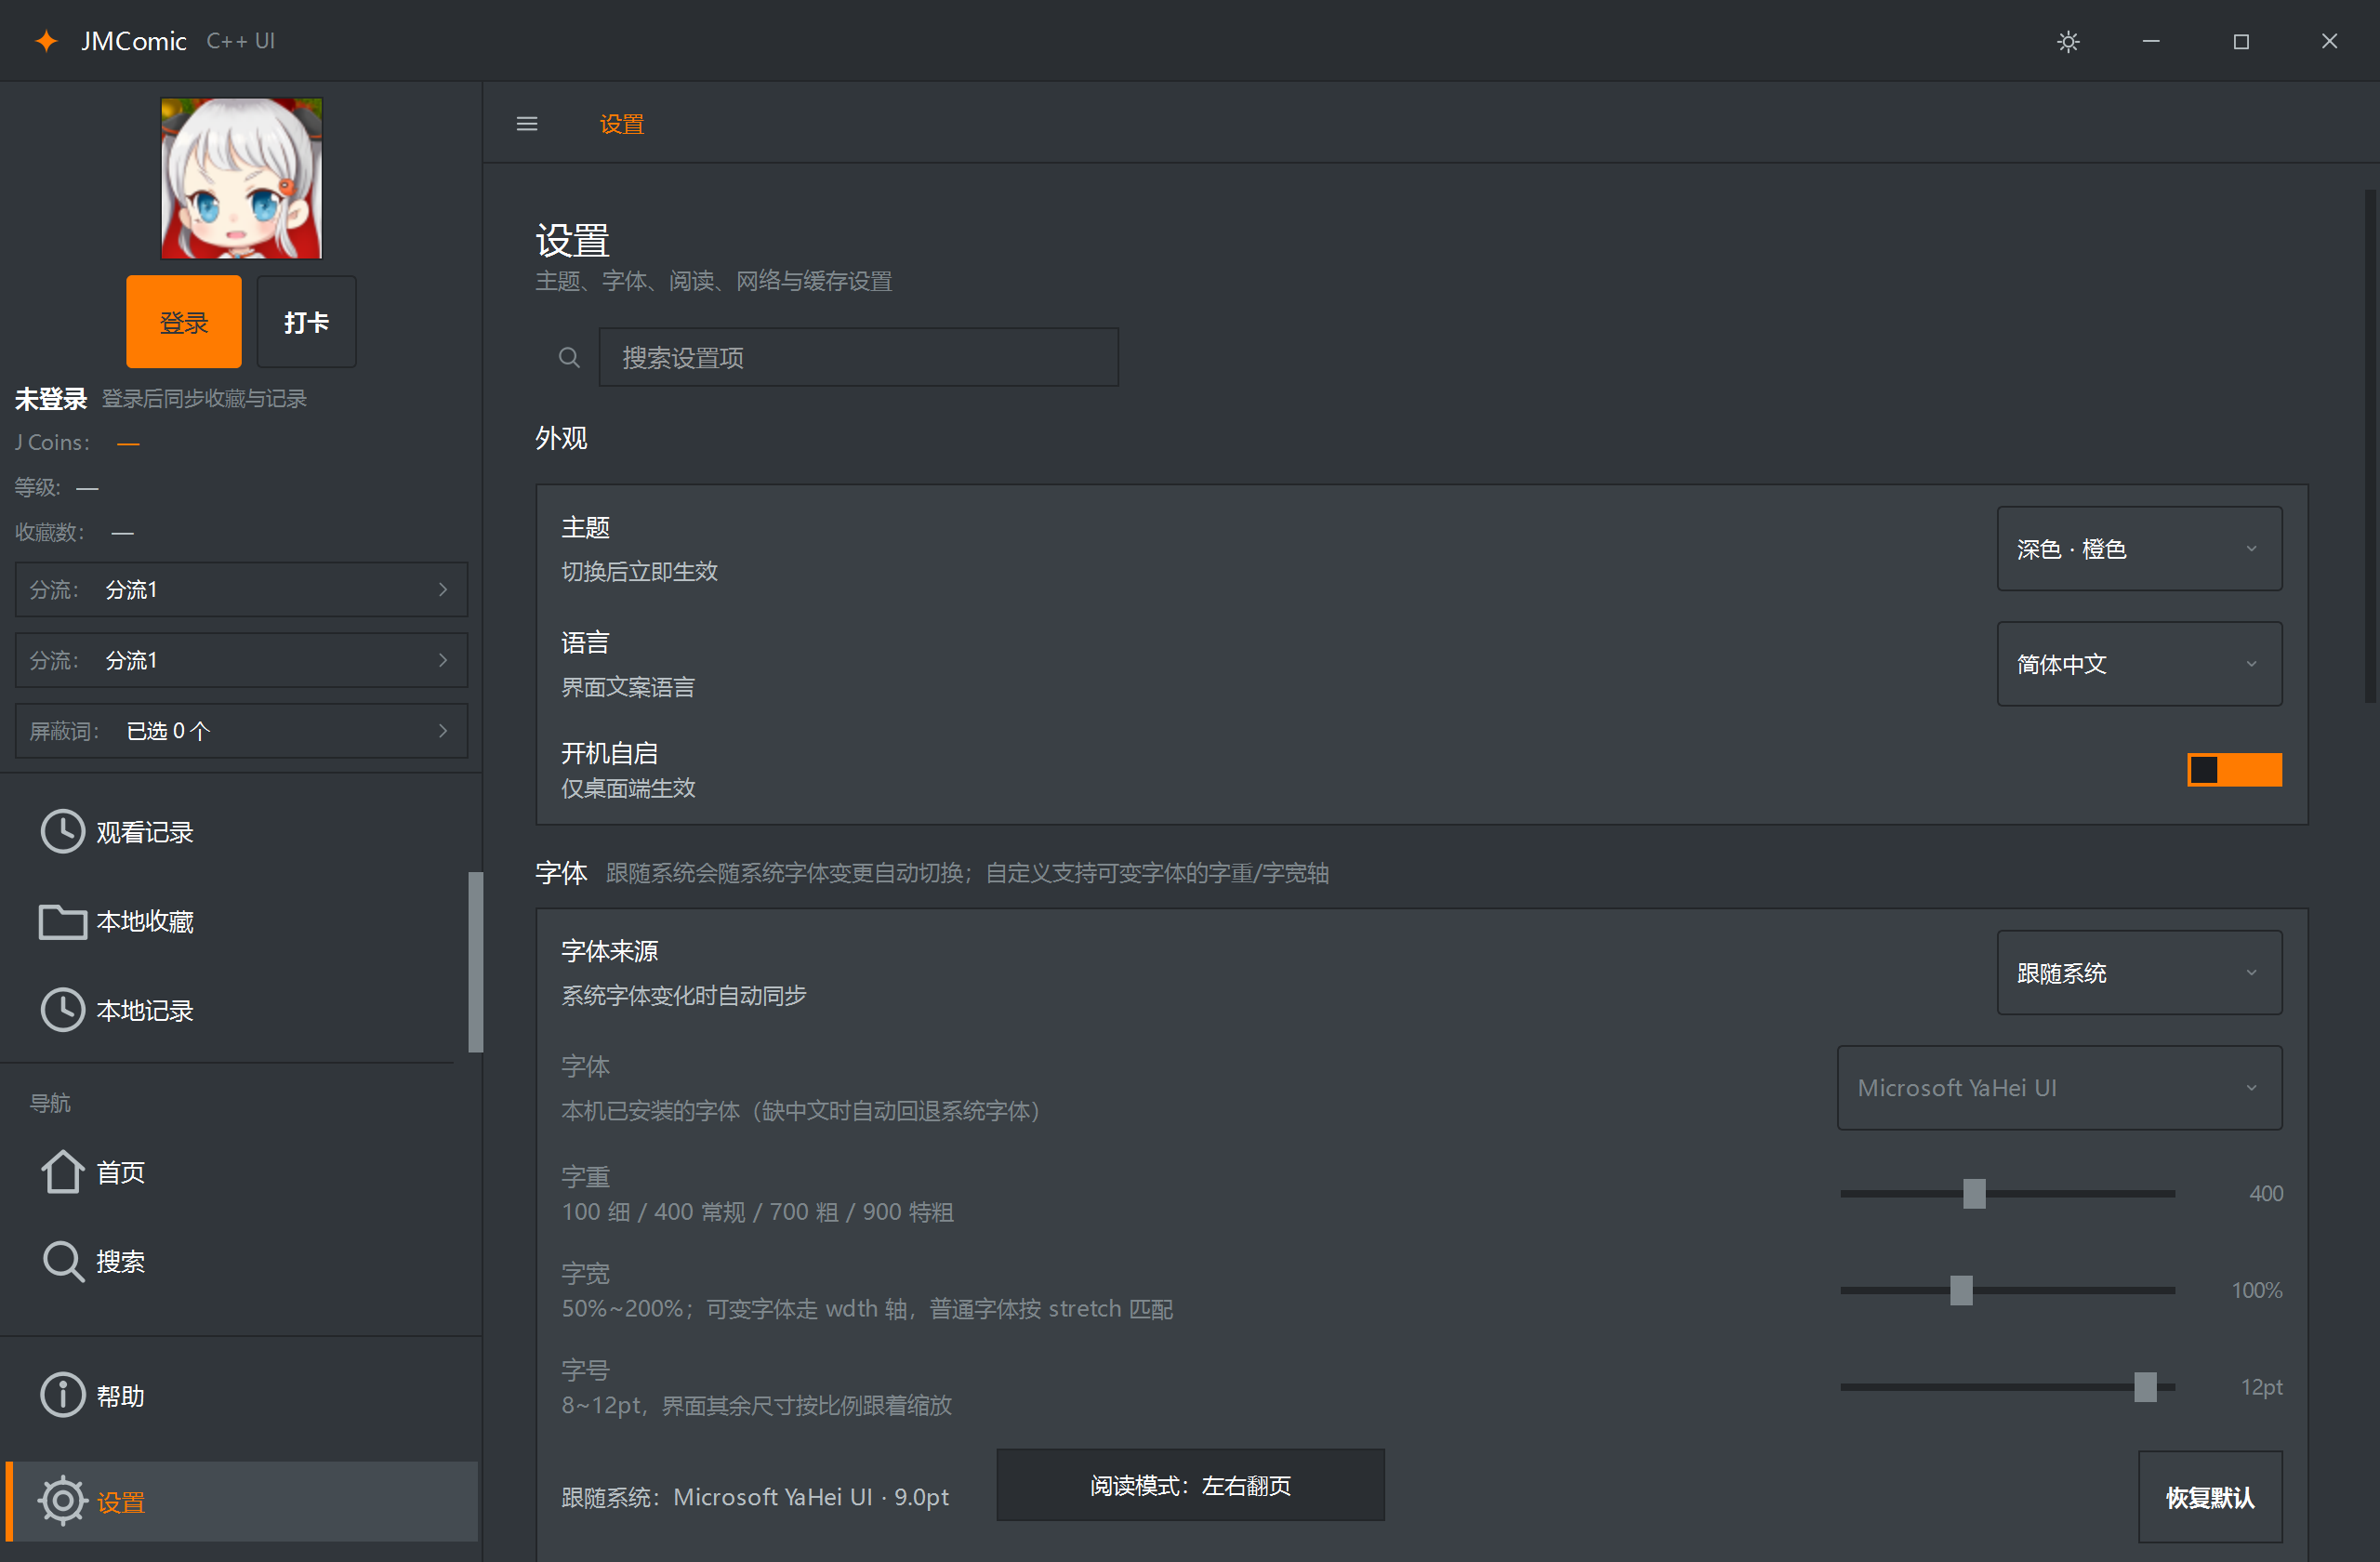 JMComic C++ UI
登录
打卡
未登录 登录后同步收藏与记录
J Coins: —
等级: —
收藏数: —
分流: 分流1
分流: 分流1
屏蔽词: 已选 0 个
观看记录
本地收藏
本地记录
导航
首页
搜索
帮助
设置
设置
设置
主题、字体、阅读、网络与缓存设置
搜索设置项
外观
主题
切换后立即生效
深色 · 橙色
语言
界面文案语言
简体中文
开机自启
仅桌面端生效
字体 跟随系统会随系统字体变更自动切换；自定义支持可变字体的字重/字宽轴
字体来源
系统字体变化时自动同步
跟随系统
字体
本机已安装的字体（缺中文时自动回退系统字体）
Microsoft YaHei UI
字重
100 细 / 400 常规 / 700 粗 / 900 特粗
400
字宽
50%~200%；可变字体走 wdth 轴，普通字体按 stretch 匹配
100%
字号
8~12pt，界面其余尺寸按比例跟着缩放
12pt
跟随系统：Microsoft YaHei UI · 9.0pt
阅读模式：左右翻页
恢复默认